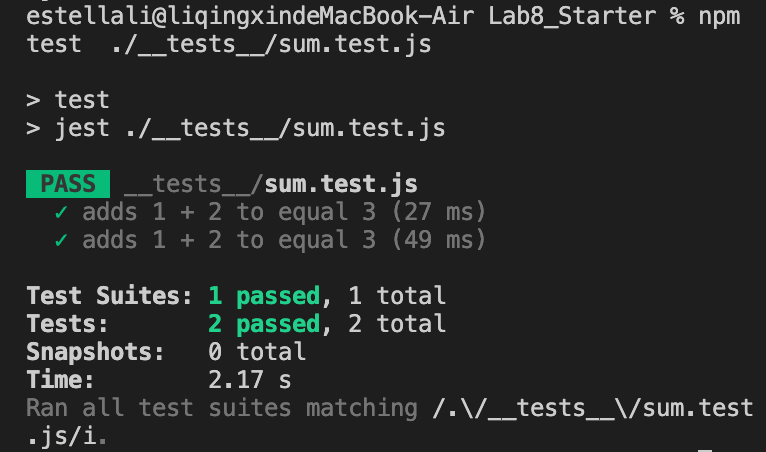 estellali@liqingxindeMacBook-Air Lab8_Starter % npm
test  ./__tests__/sum.test.js
> test
> jest ./__tests__/sum.test.js
PASS __tests__/sum.test.js
✓ adds 1 + 2 to equal 3 (27 ms)
✓ adds 1 + 2 to equal 3 (49 ms)
Test Suites: 1 passed, 1 total
Tests:       2 passed, 2 total
Snapshots:   0 total
Time:        2.17 s
Ran all test suites matching /.\/__tests__\/sum.test
.js/i.